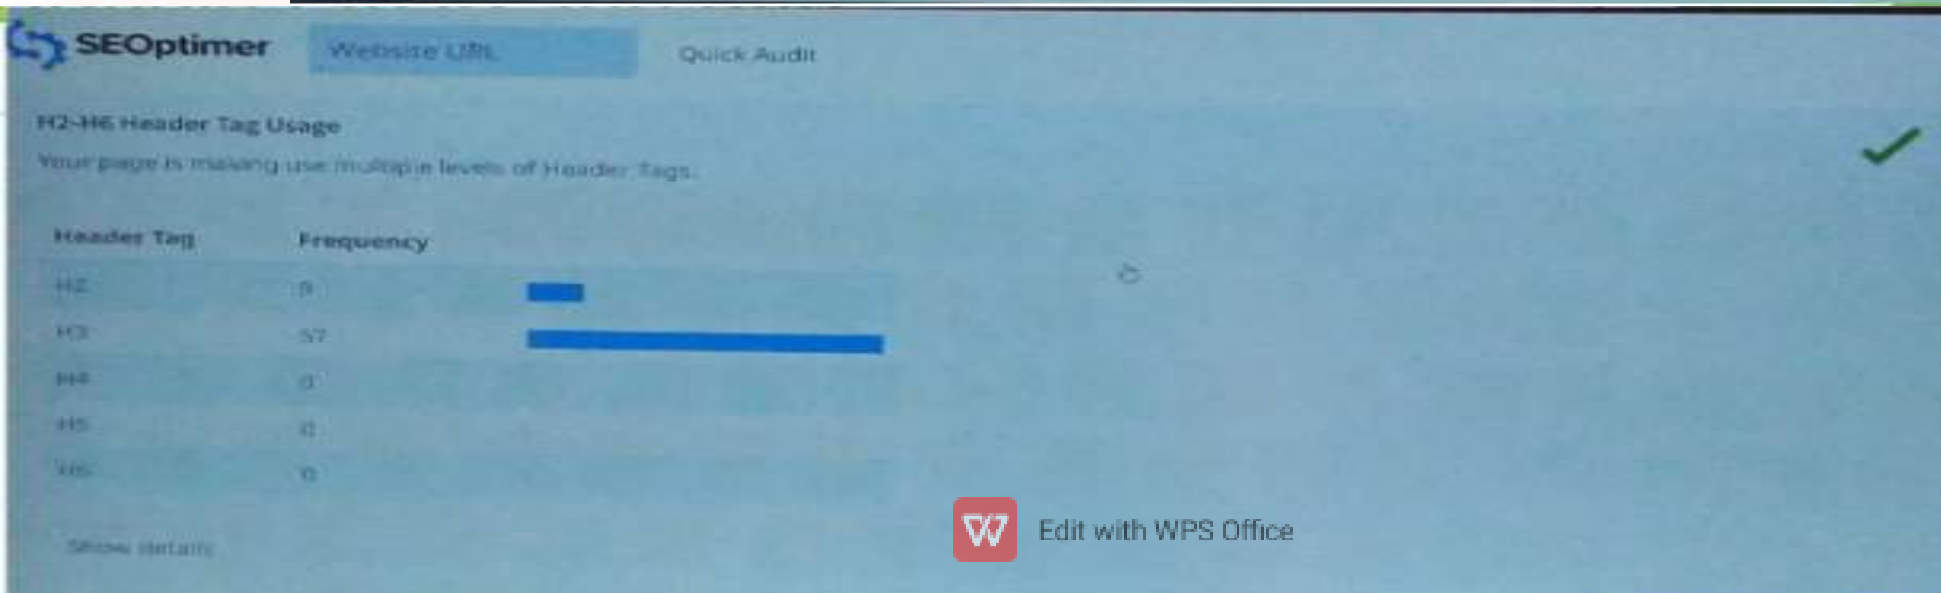 SEOptimer
Website URL
Quick Audit
H2-H6 Header Tag Usage
Your page is making use multiple levels of Header Tags.
Header Tag Frequency
H2 9
H3 57
H4 0
H5 0
H6 0
Show details
Edit with WPS Office